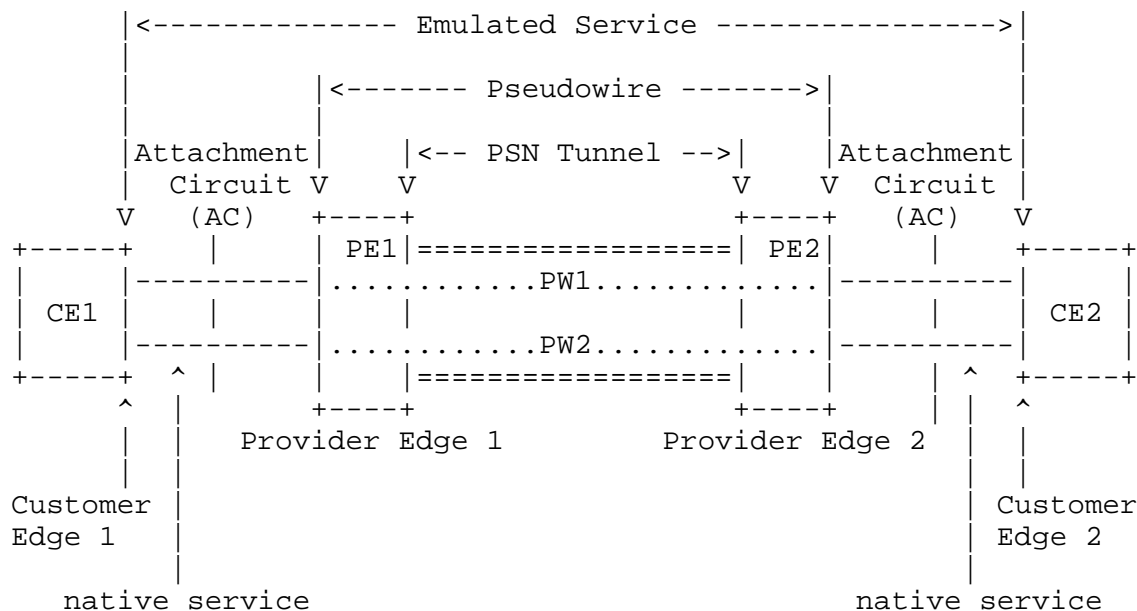 |<-------------- Emulated Service ---------------->|
|<------- Pseudowire ------->|
|Attachment| |<-- PSN Tunnel -->| |Attachment
Circuit V V V V Circuit
V (AC) +----+ +----+ (AC) V
+-----+ | | PE1|==================| PE2| | +-----+
| |----------|............PW1.............|----------| |
| CE1 | | | | | | | | CE2 |
| |----------|............PW2.............|----------| |
+-----+ ^ | | |==================| | | ^ +-----+
^ | +----+ +----+ | | ^
Provider Edge 1 Provider Edge 2
Customer Customer
Edge 1 Edge 2
native service native service